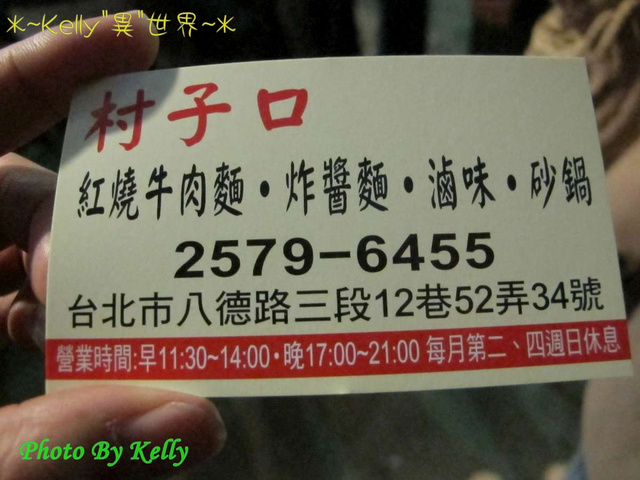 *~Kelly"異"世界~*
村子口
紅燒牛肉麵•炸醬麵•滷味•砂鍋
2579-6455
台北市八德路三段12巷52弄34號
營業時間:早11:30~14:00•晚17:00~21:00 每月第二、四週日休息
Photo By Kelly